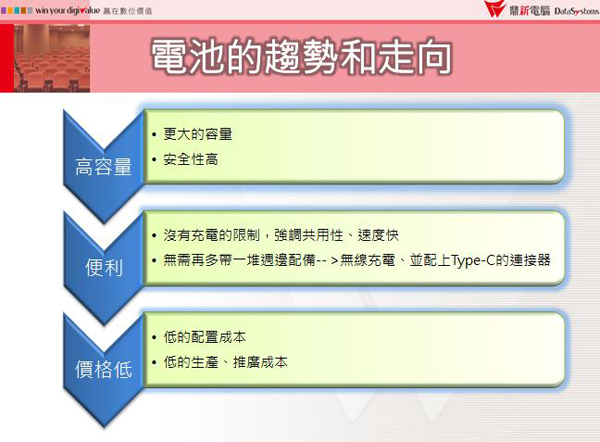 win your digivalue 贏在數位價值
鼎新電腦 DataSystems
電池的趨勢和走向
高容量
• 更大的容量
• 安全性高
便利
• 沒有充電的限制，強調共用性、速度快
• 無需再多帶一堆週邊配備-- >無線充電、並配上Type-C的連接器
價格低
• 低的配置成本
• 低的生產、推廣成本